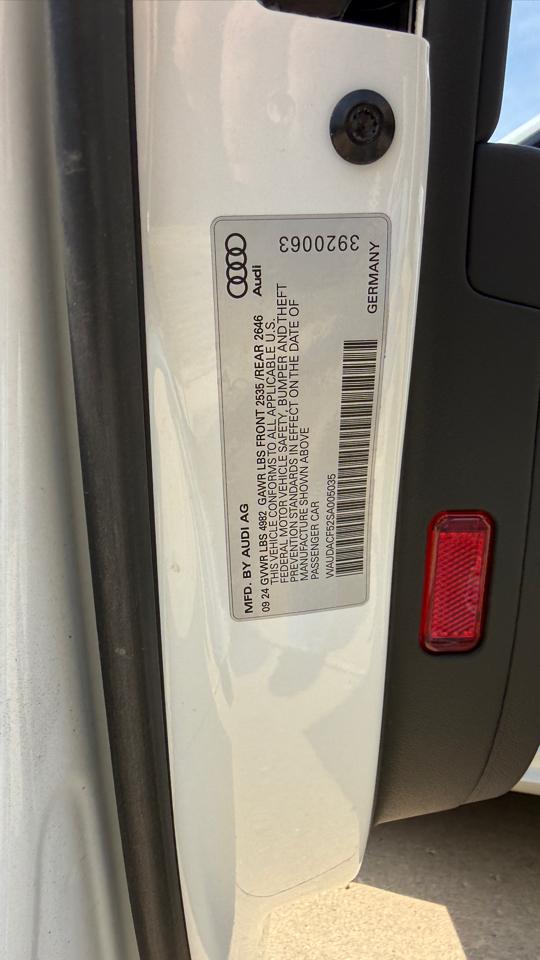 MFD. BY AUDI AG
09 24 GVWR LBS 4982 GAWR LBS FRONT 2535 /REAR 2646
THIS VEHICLE CONFORMS TO ALL APPLICABLE U.S.
FEDERAL MOTOR VEHICLE SAFETY, BUMPER AND THEFT
PREVENTION STANDARDS IN EFFECT ON THE DATE OF
MANUFACTURE SHOWN ABOVE
PASSENGER CAR
WAUDACF52SA005035
Audi
GERMANY
3920063